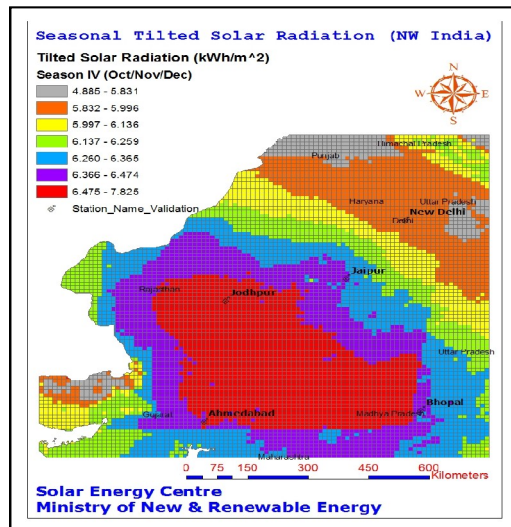 Seasonal Tilted Solar Radiation (NW India)
Tilted Solar Radiation (kWh/m^2)
Season IV (Oct/Nov/Dec)
4.885 - 5.831
5.832 - 5.996
5.997 - 6.136
6.137 - 6.259
6.260 - 6.365
6.366 - 6.474
6.475 - 7.825
Station_Name_Validation
N
W E
S
Himachal Pradesh
Punjab
Haryana
Uttar Pradesh
New Delhi
Delhi
Jaipur
Rajasthan
Jodhpur
Uttar Pradesh
Bhopal
Gujarat
Ahmedabad
Madhya Pradesh
Maharashtra
0 75 150 300 450 600
Kilometers
Solar Energy Centre
Ministry of New & Renewable Energy